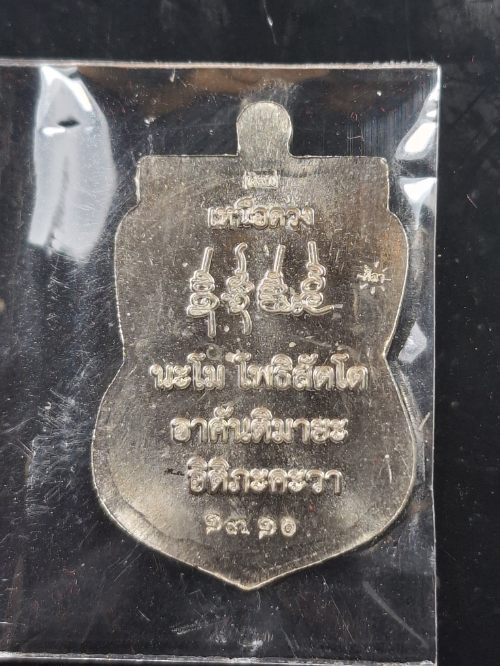 เหนือดวง
นะโม โพธิสัตโต
อาคันติมายะ
อิติภะคะวา
๑๓๑๐